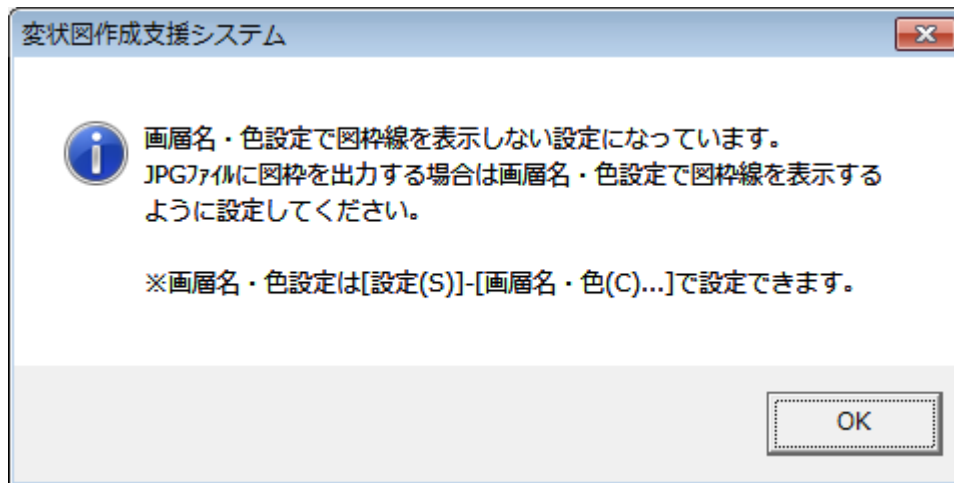 変状図作成支援システム
画層名・色設定で図枠線を表示しない設定になっています。
JPGﾌｧｲﾙに図枠を出力する場合は画層名・色設定で図枠線を表示する
ように設定してください。
※画層名・色設定は[設定(S)]-[画層名・色(C)...]で設定できます。
OK